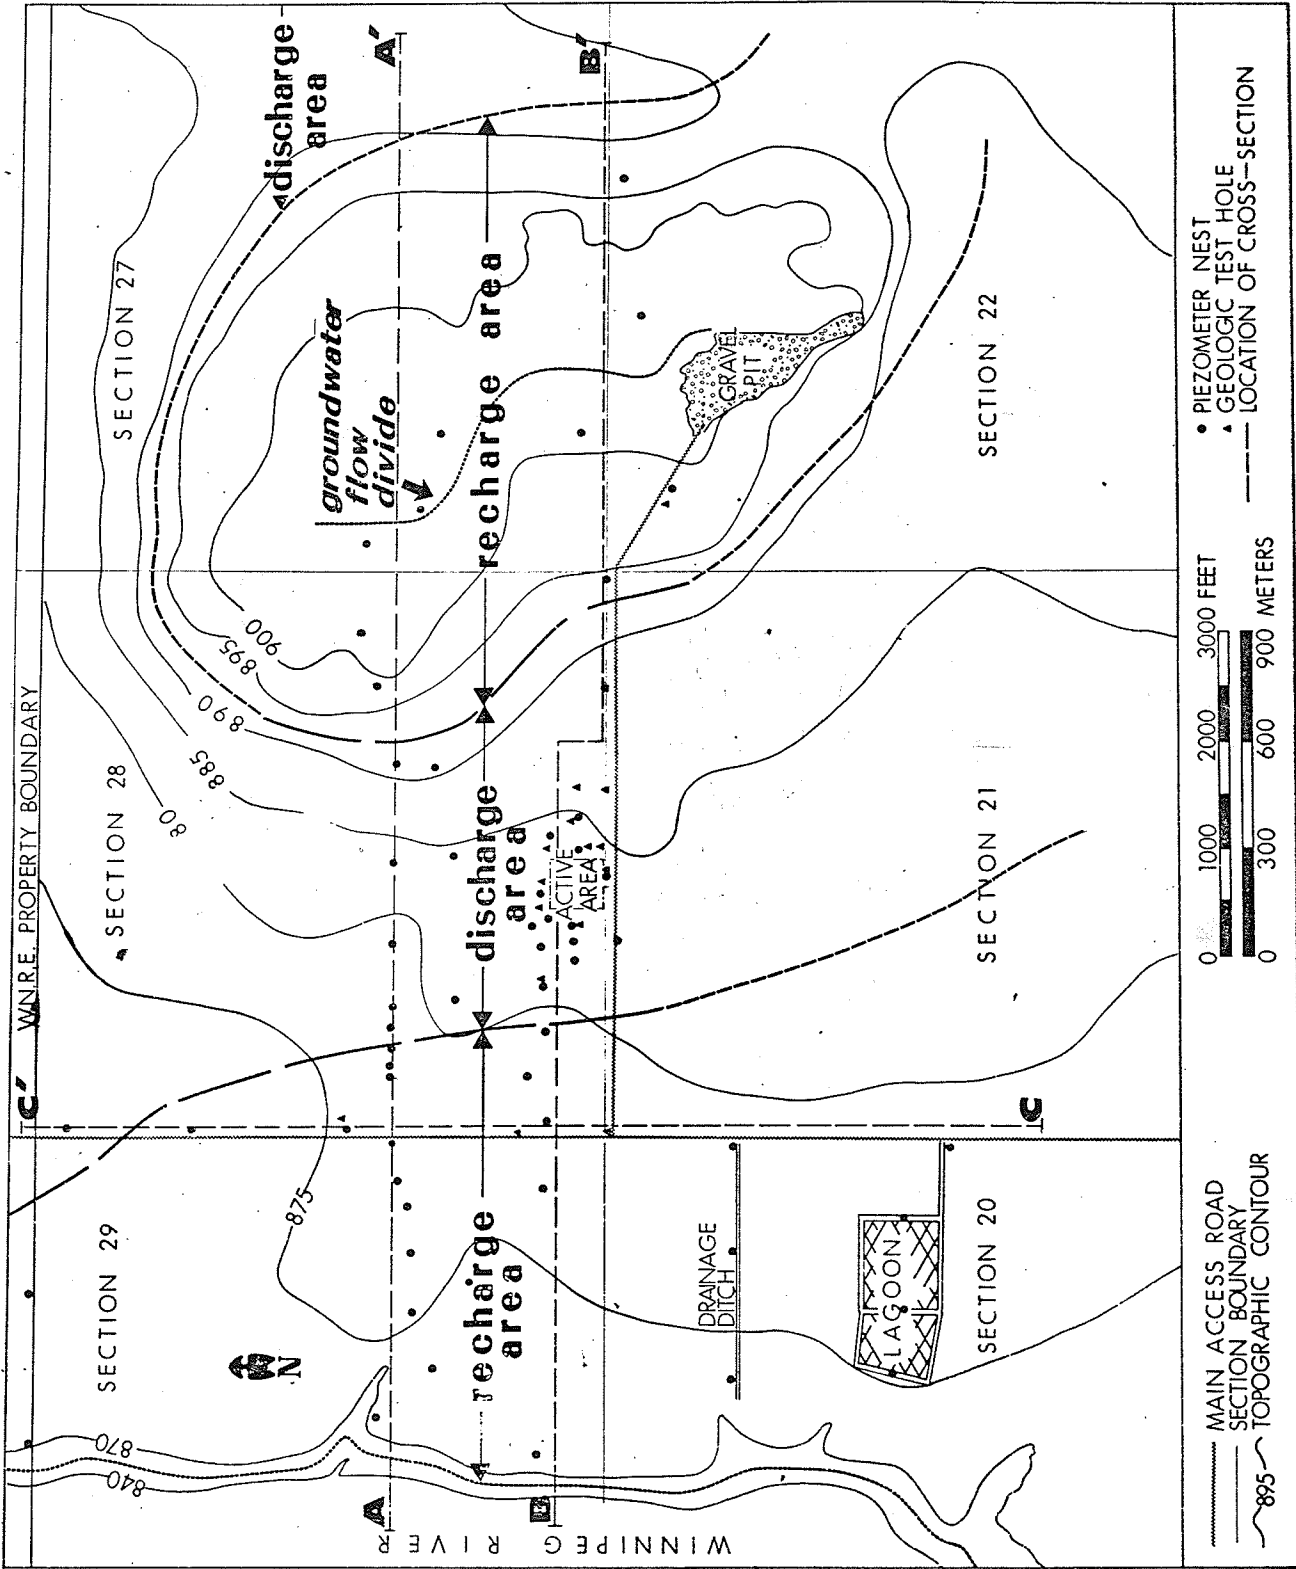 W.N.R.E. PROPERTY BOUNDARY
C'
SECTION 29
SECTION 28
SECTION 27
discharge
area
A'
B'
groundwater
flow
divide
recharge area
discharge
area
recharge
area
ACTIVE
AREA
GRAVE
PIT
875
80
885
890
895
900
870
840
N
A
B
C
WINNIPEG RIVER
DRAINAGE
DITCH
LAGOON
SECTION 20
SECTION 21
SECTION 22
MAIN ACCESS ROAD
SECTION BOUNDARY
895 TOPOGRAPHIC CONTOUR
0 1000 2000 3000 FEET
0 300 600 900 METERS
PIEZOMETER NEST
GEOLOGIC TEST HOLE
LOCATION OF CROSS-SECTION